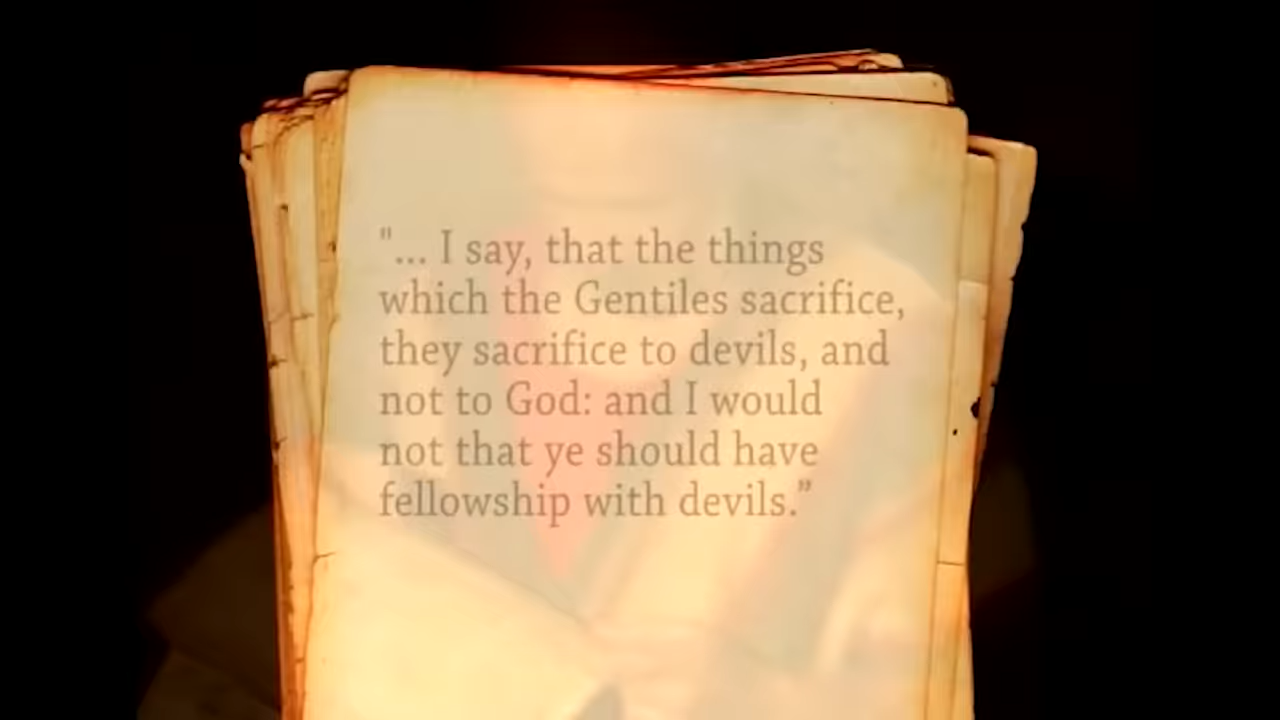 "... I say, that the things
which the Gentiles sacrifice,
they sacrifice to devils, and
not to God: and I would
not that ye should have
fellowship with devils.”